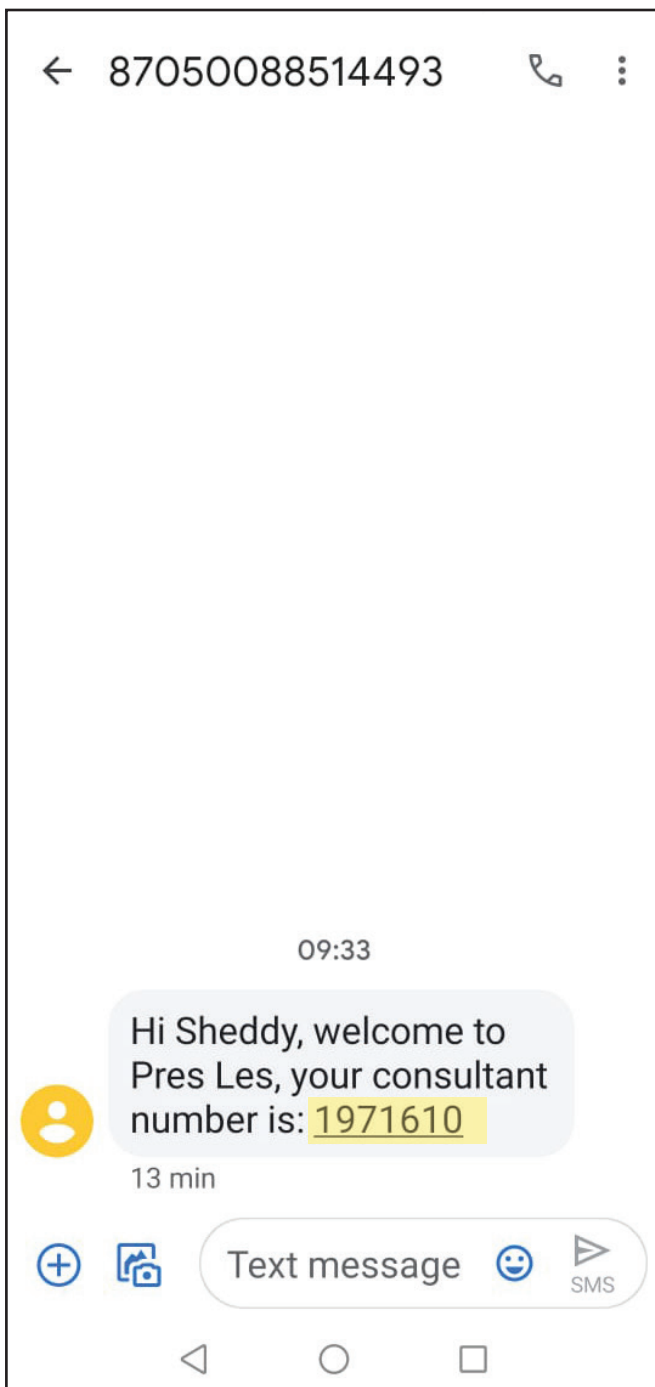 87050088514493
09:33
Hi Sheddy, welcome to
Pres Les, your consultant
number is: 1971610
13 min
Text message
SMS